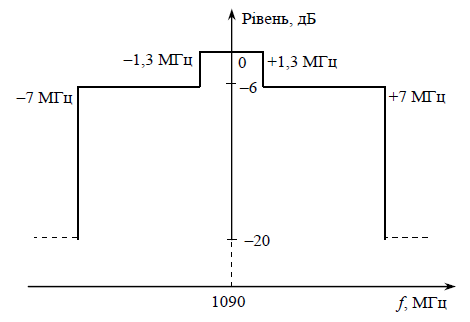 Рівень, дБ
−1,3 МГц
0
+1,3 МГц
−7 МГц
−6
+7 МГц
−20
1090
f, МГц